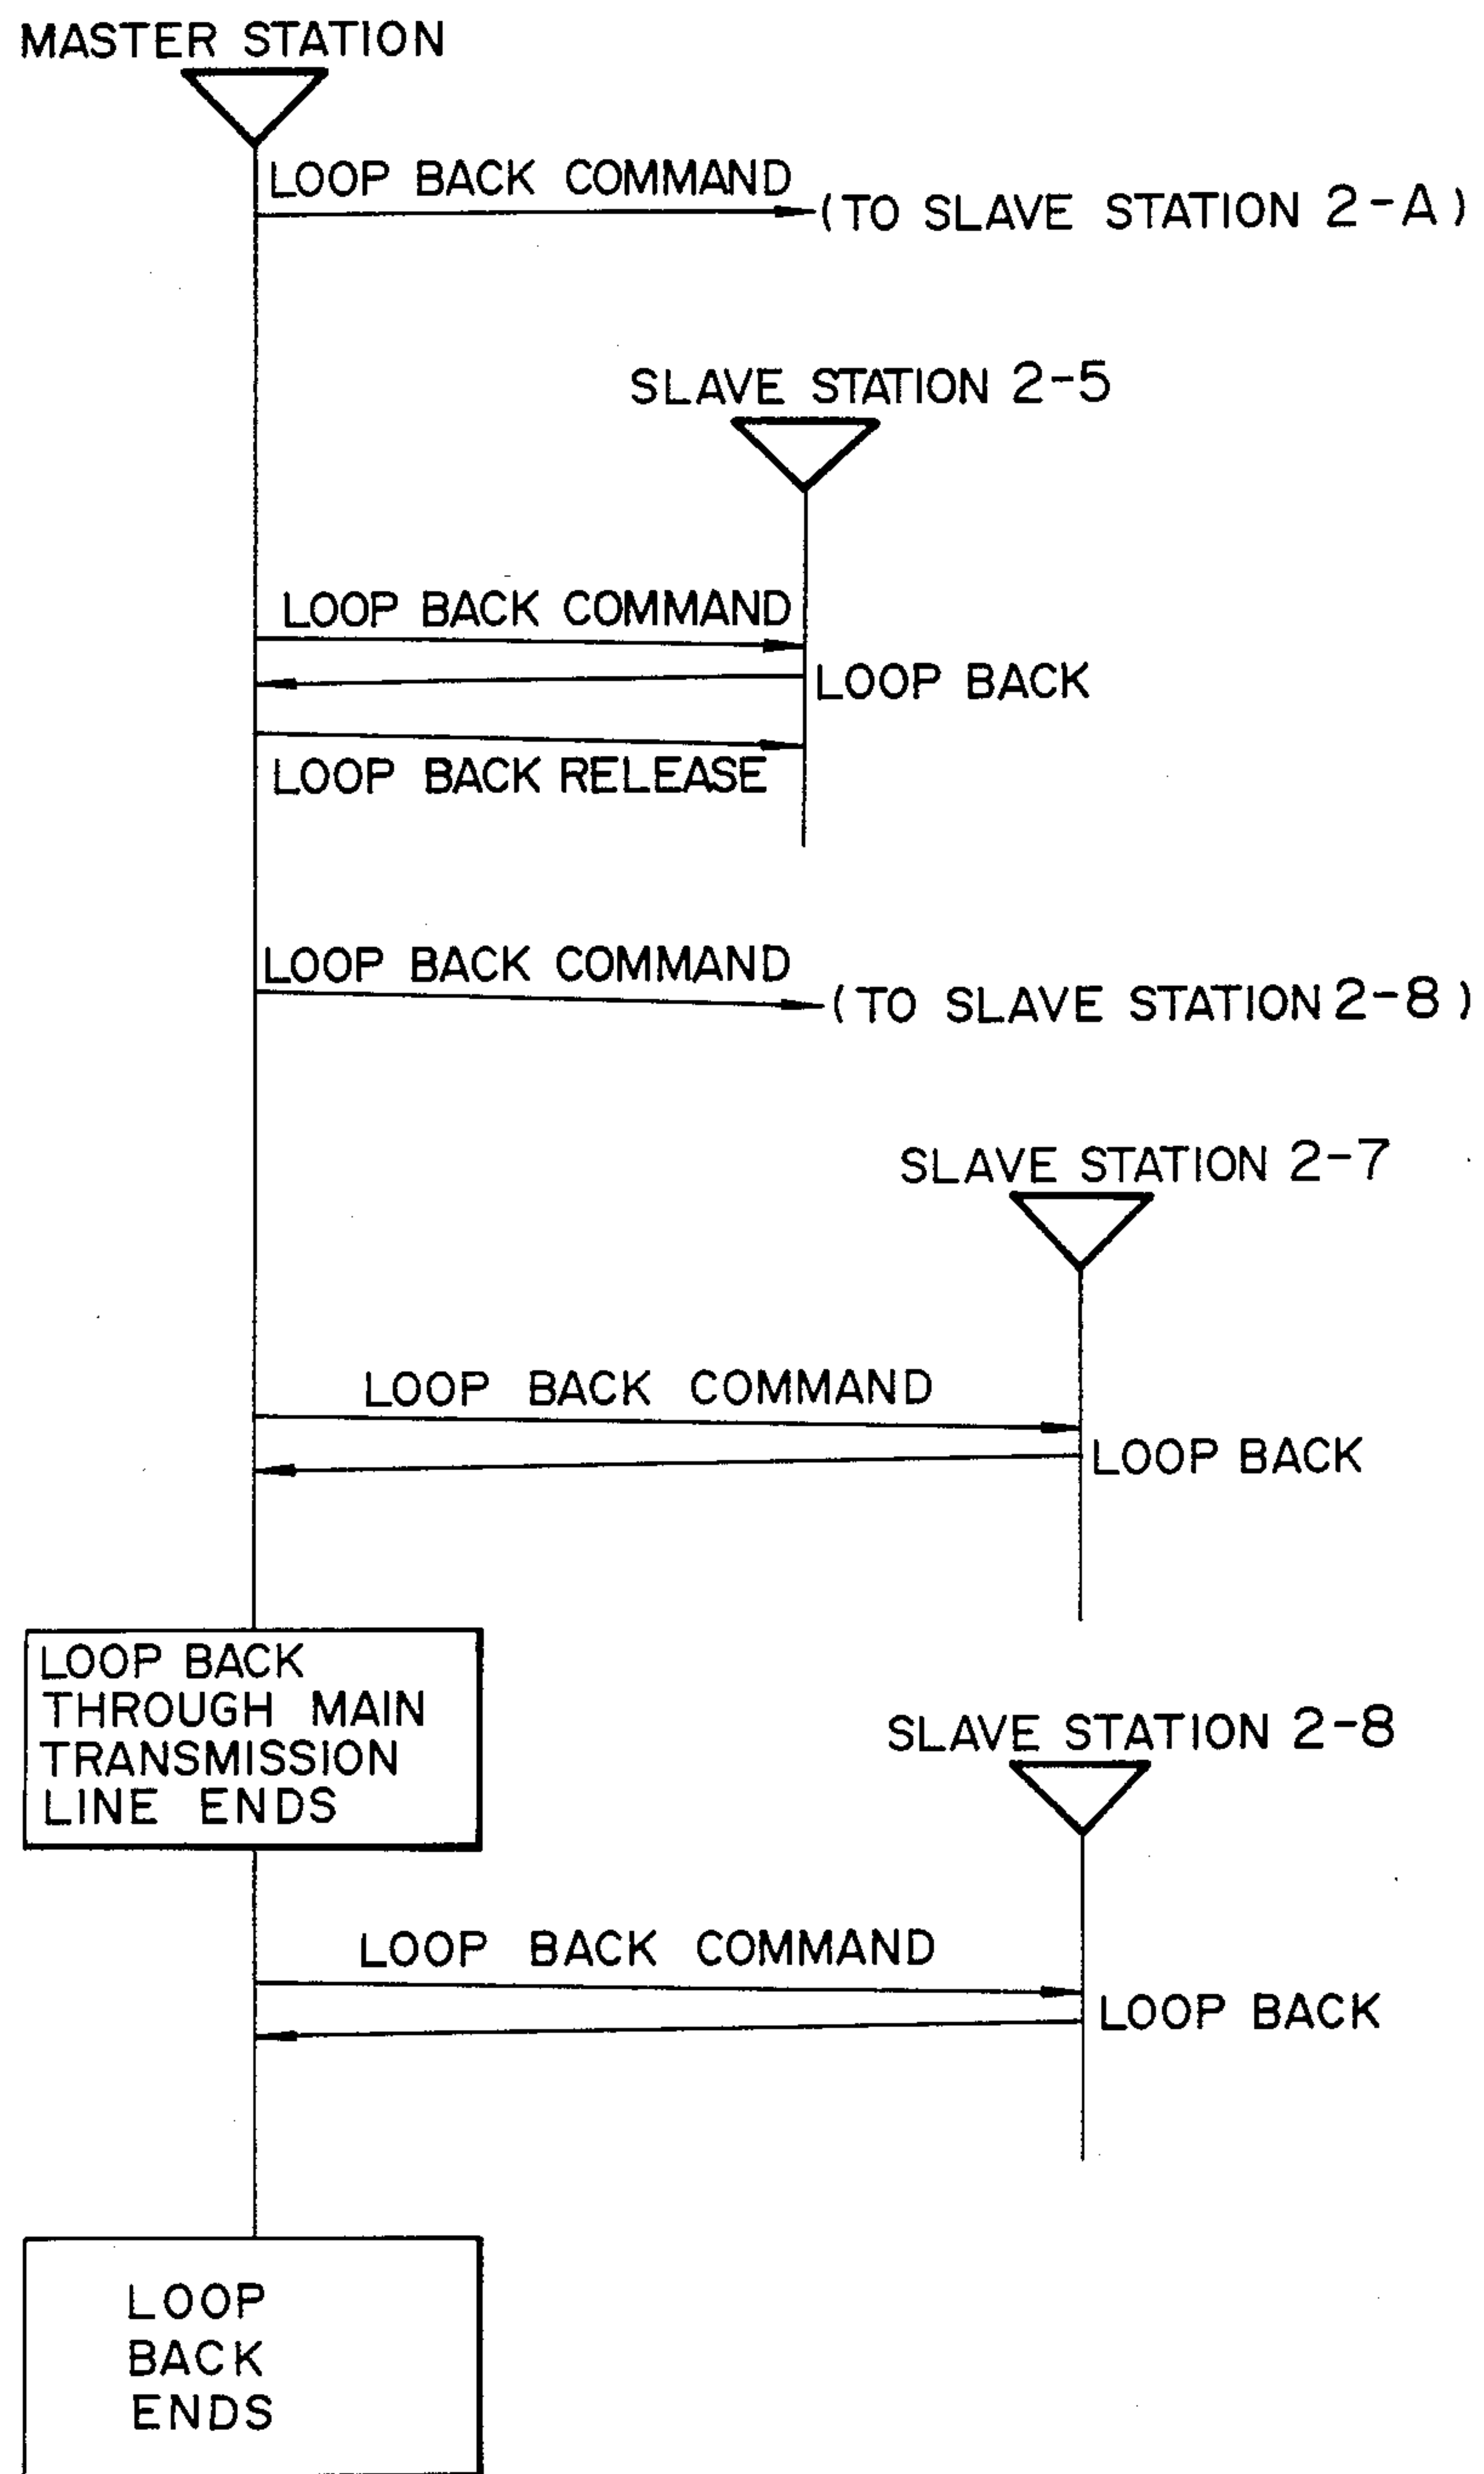 MASTER STATION
LOOP BACK COMMAND
(TO SLAVE STATION 2-A)
SLAVE STATION 2-5
LOOP BACK COMMAND
LOOP BACK
LOOP BACK RELEASE
LOOP BACK COMMAND
(TO SLAVE STATION 2-8)
SLAVE STATION 2-7
LOOP BACK COMMAND
LOOP BACK
LOOP BACK
THROUGH MAIN
TRANSMISSION
LINE ENDS
SLAVE STATION 2-8
LOOP BACK COMMAND
LOOP BACK
LOOP
BACK
ENDS